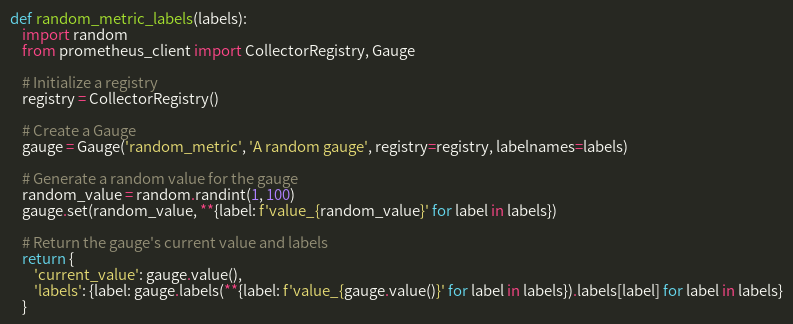 def random_metric_labels(labels):
    import random
    from prometheus_client import CollectorRegistry, Gauge

    # Initialize a registry
    registry = CollectorRegistry()

    # Create a Gauge
    gauge = Gauge('random_metric', 'A random gauge', registry=registry, labelnames=labels)

    # Generate a random value for the gauge
    random_value = random.randint(1, 100)
    gauge.set(random_value, **{label: f'value_{random_value}' for label in labels})

    # Return the gauge's current value and labels
    return {
        'current_value': gauge.value(),
        'labels': {label: gauge.labels(**{label: f'value_{gauge.value()}' for label in labels}).labels[label] for label in labels}
    }